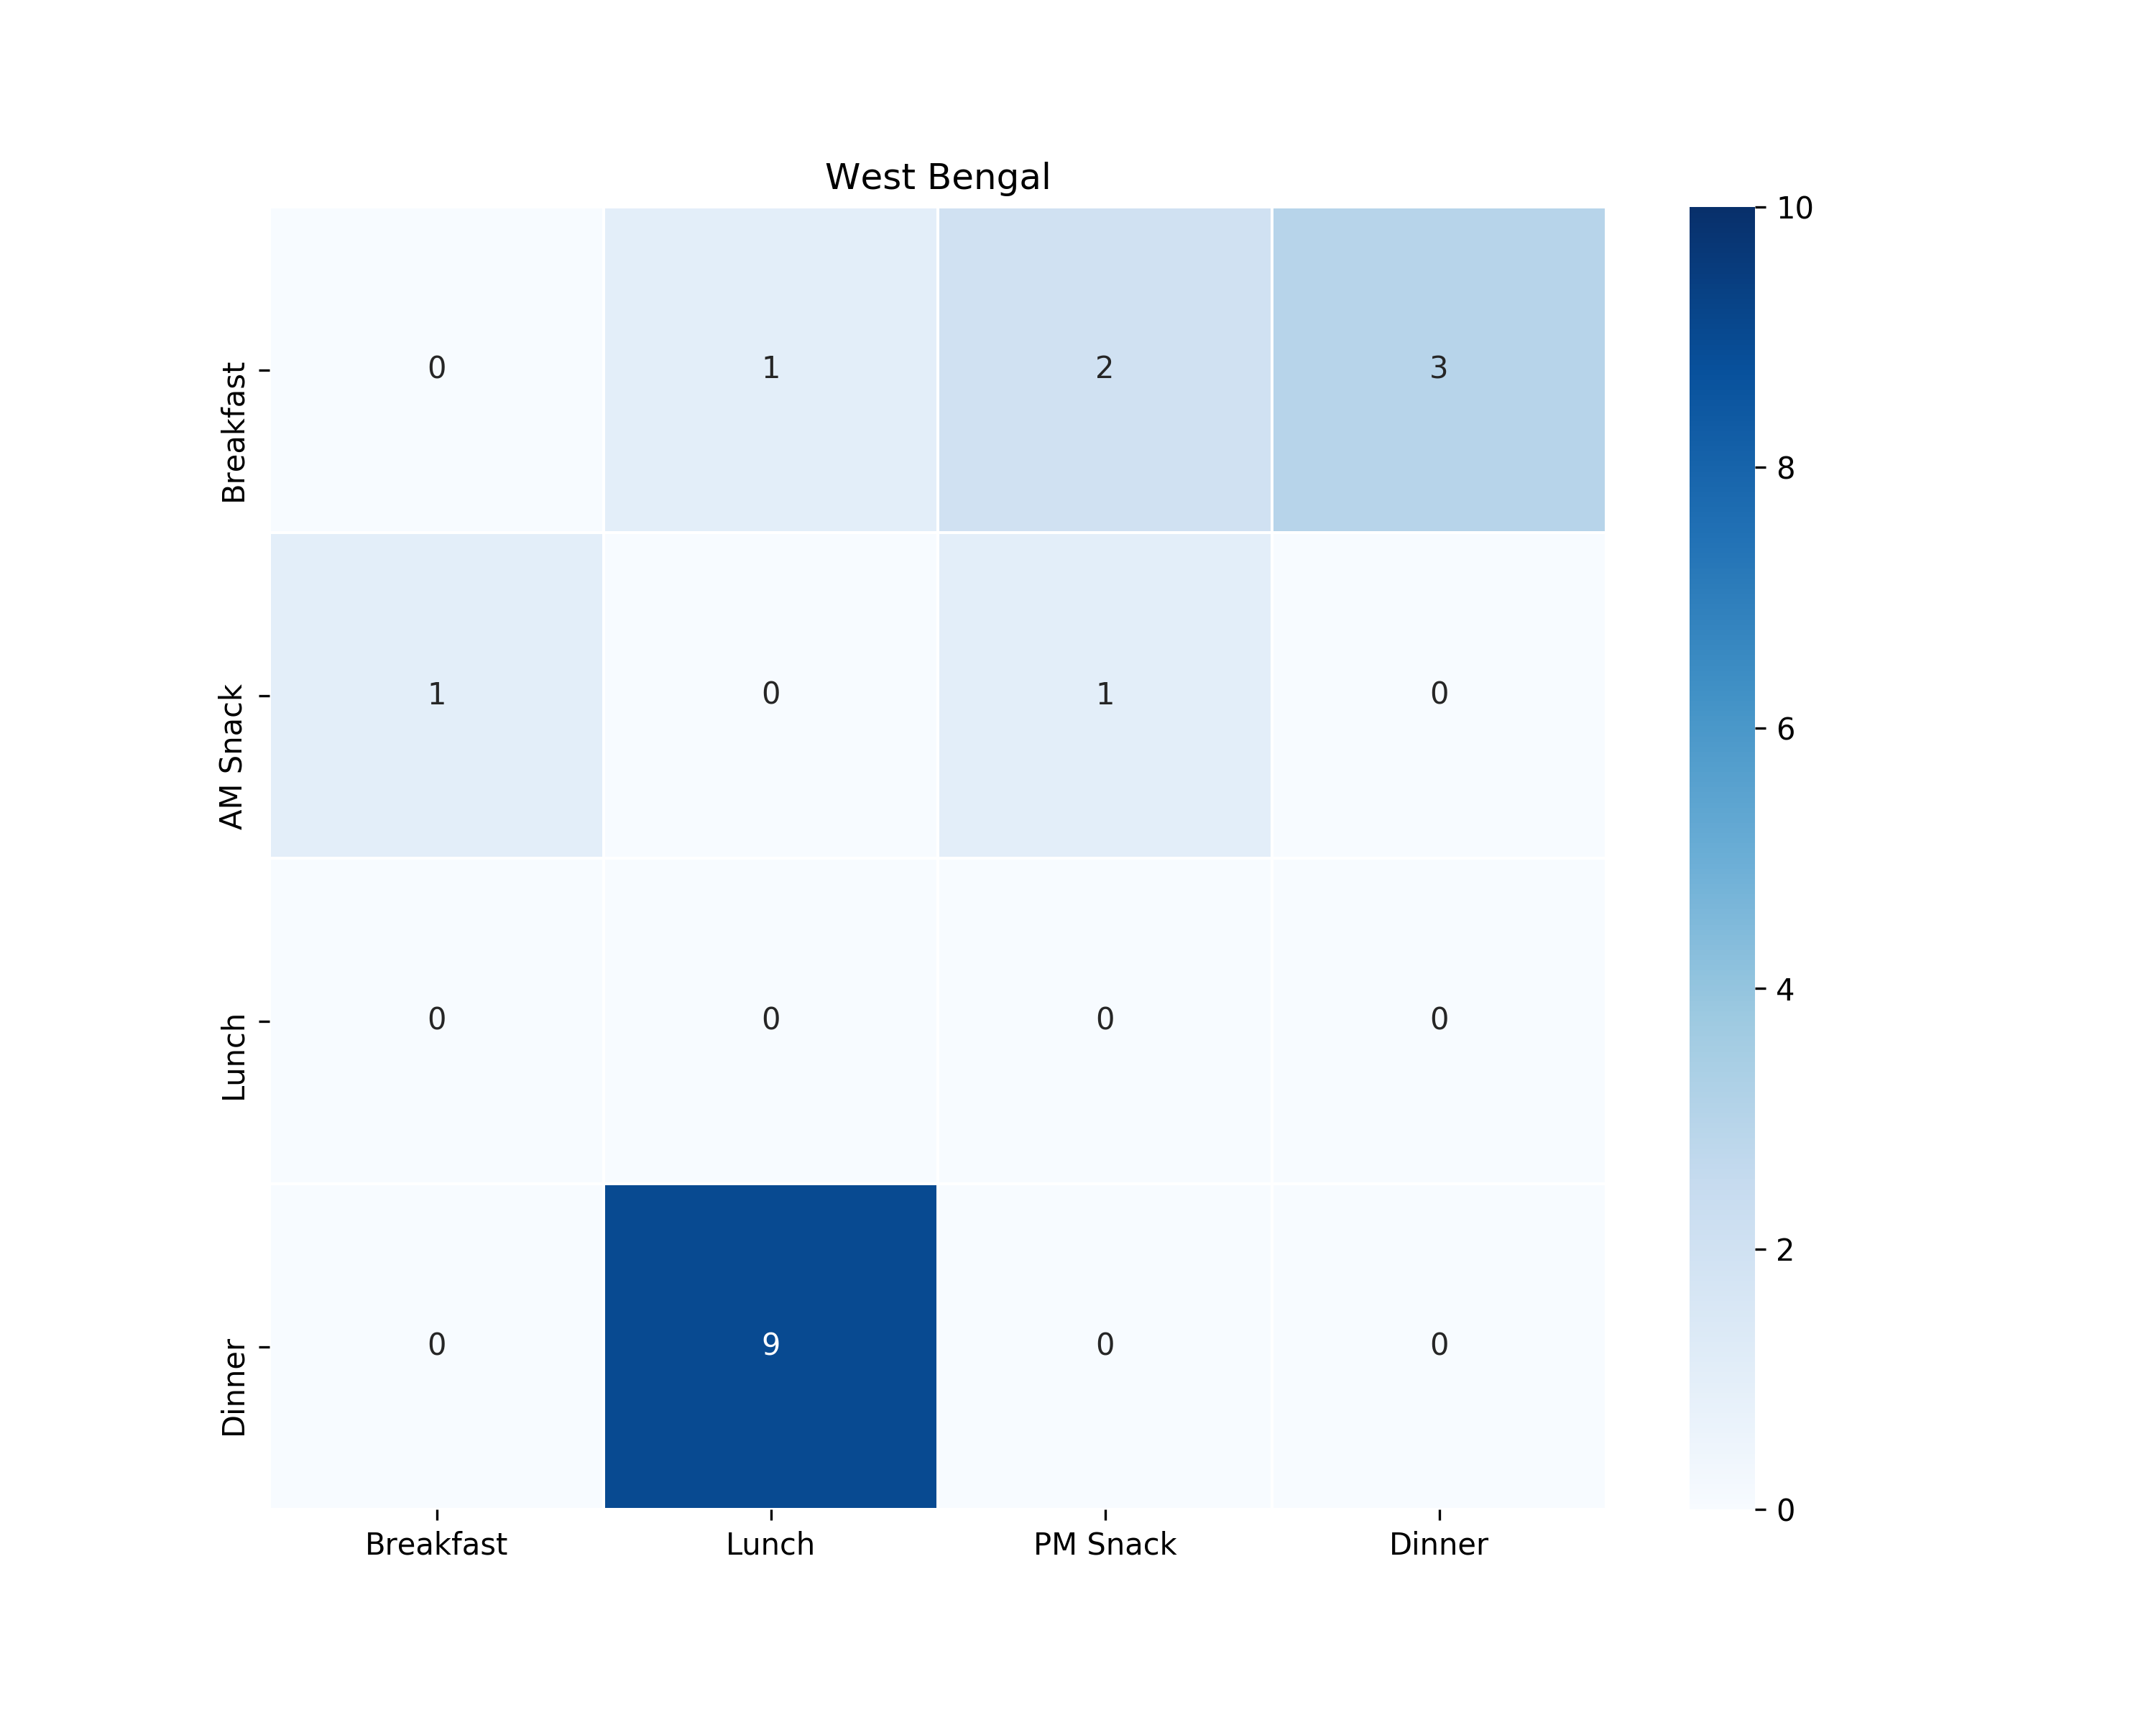 West Bengal
Breakfast 0 1 2 3
AM Snack 1 0 1 0
Lunch 0 0 0 0
Dinner 0 9 0 0
Breakfast Lunch PM Snack Dinner
10
8
6
4
2
0